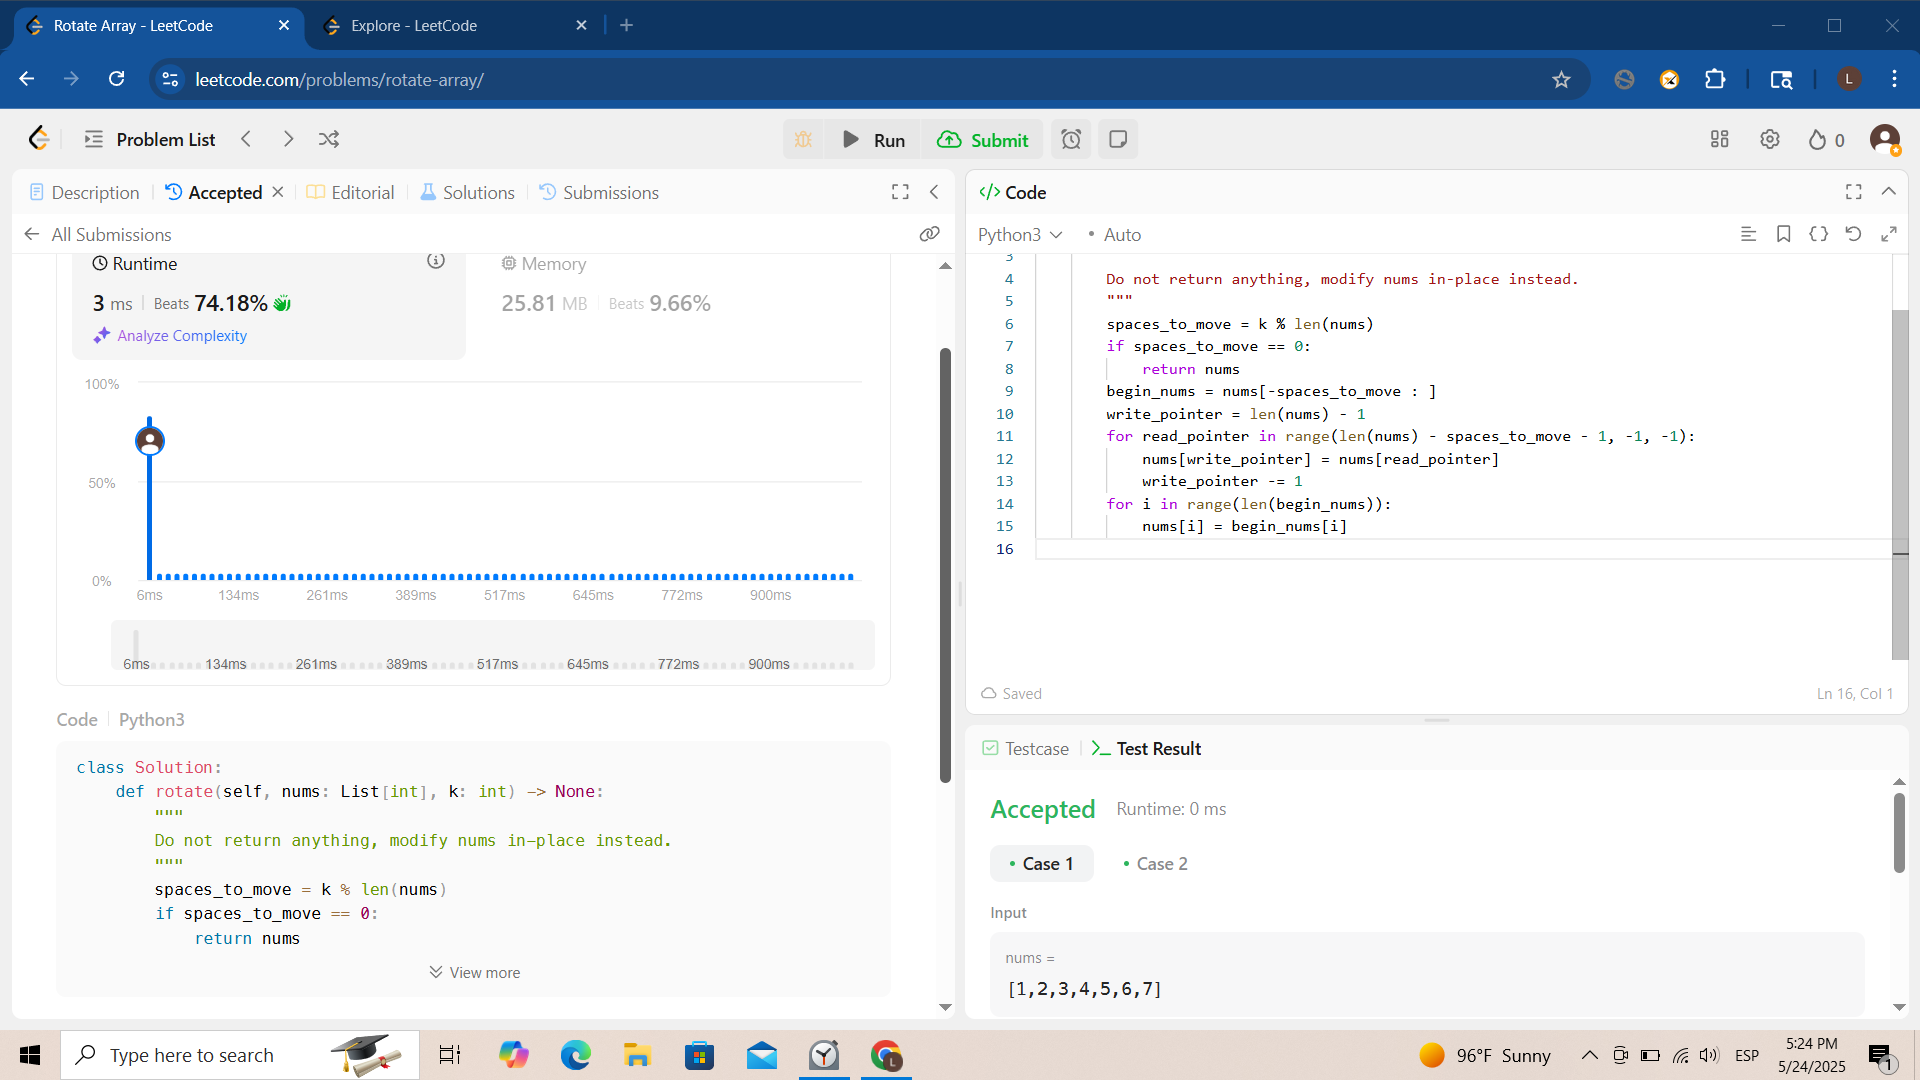 Rotate Array - LeetCode
Explore - LeetCode
leetcode.com/problems/rotate-array/
L
Problem List
Run
Submit
0
Description
Accepted
Editorial
Solutions
Submissions
All Submissions
Runtime
3 ms
Beats 74.18%
Analyze Complexity
Memory
25.81 MB
Beats 9.66%
100%
50%
0%
6ms 134ms 261ms 389ms 517ms 645ms 772ms 900ms
6ms 134ms 261ms 389ms 517ms 645ms 772ms 900ms
Code
Python3
class Solution:
    def rotate(self, nums: List[int], k: int) -> None:
        """
        Do not return anything, modify nums in-place instead.
        """
        spaces_to_move = k % len(nums)
        if spaces_to_move == 0:
            return nums
View more
</> Code
Python3
• Auto
3
4 Do not return anything, modify nums in-place instead.
5 """
6 spaces_to_move = k % len(nums)
7 if spaces_to_move == 0:
8     return nums
9 begin_nums = nums[-spaces_to_move : ]
10 write_pointer = len(nums) - 1
11 for read_pointer in range(len(nums) - spaces_to_move - 1, -1, -1):
12     nums[write_pointer] = nums[read_pointer]
13     write_pointer -= 1
14 for i in range(len(begin_nums)):
15     nums[i] = begin_nums[i]
16
Saved
Ln 16, Col 1
Testcase
Test Result
Accepted
Runtime: 0 ms
• Case 1
• Case 2
Input
nums =
[1,2,3,4,5,6,7]
Type here to search
L
96°F Sunny
ESP
5:24 PM
5/24/2025
1